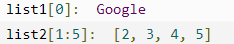 list1[0]:  Google
list2[1:5]:  [2, 3, 4, 5]